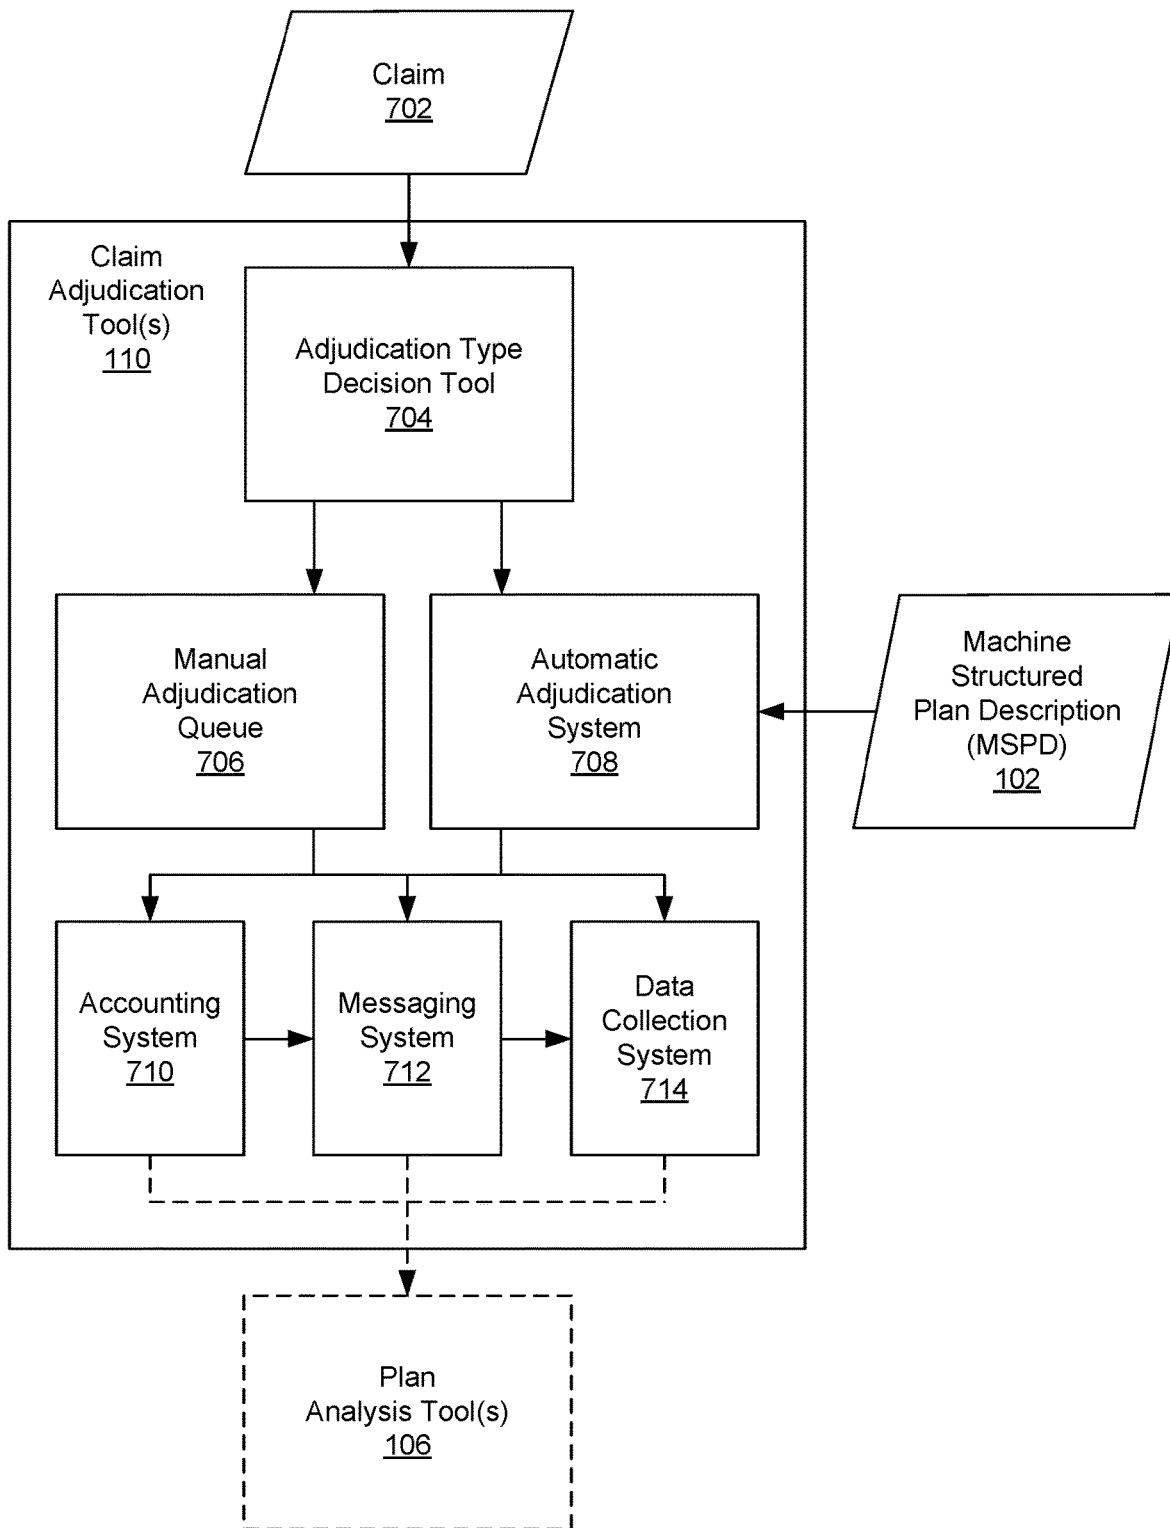 Claim
702
Claim
Adjudication
Tool(s)
110
Adjudication Type
Decision Tool
704
Manual
Adjudication
Queue
706
Automatic
Adjudication
System
708
Machine
Structured
Plan Description
(MSPD)
102
Accounting
System
710
Messaging
System
712
Data
Collection
System
714
Plan
Analysis Tool(s)
106